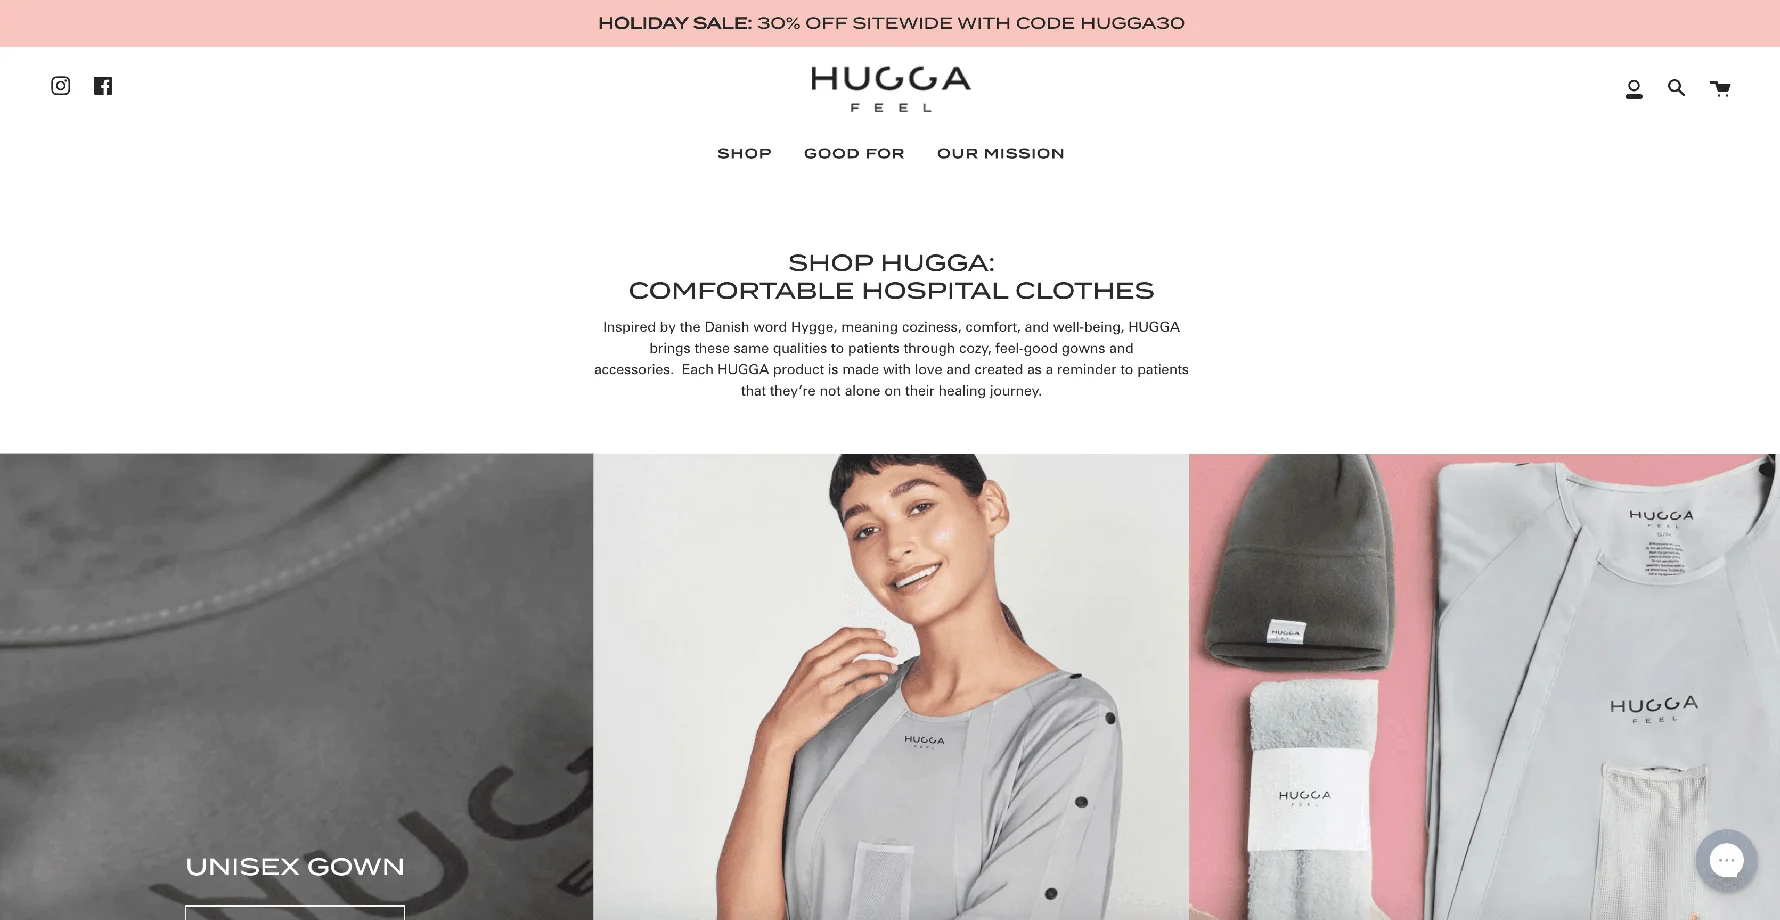 HOLIDAY SALE: 30% OFF SITEWIDE WITH CODE HUGGA30
HUGGA
FEEL
SHOP GOOD FOR OUR MISSION
SHOP HUGGA:
COMFORTABLE HOSPITAL CLOTHES
Inspired by the Danish word Hygge, meaning coziness, comfort, and well-being, HUGGA
brings these same qualities to patients through cozy, feel-good gowns and
accessories.  Each HUGGA product is made with love and created as a reminder to patients
that they’re not alone on their healing journey.
UNISEX GOWN
HUGGA
FEEL
HUGGA
HUGGA
FEEL
S/M
HUGGA
FEEL
HUGGA
FEEL